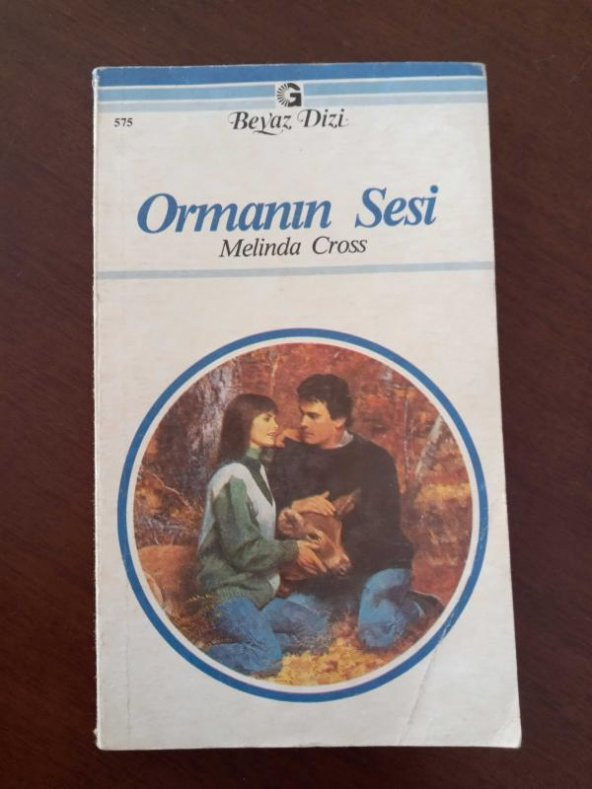 G
Beyaz Dizi
575
Ormanın Sesi
Melinda Cross